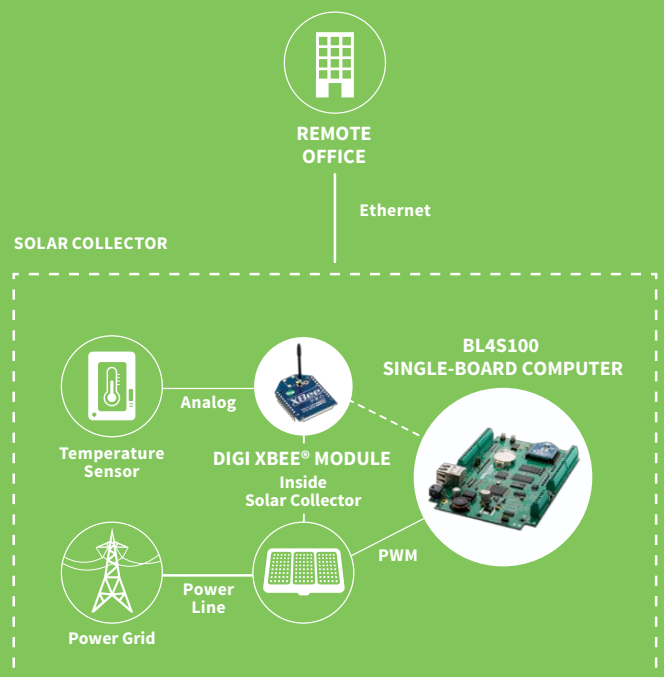 REMOTE
OFFICE
Ethernet
SOLAR COLLECTOR
BL4S100
SINGLE-BOARD COMPUTER
XBee
Analog
Temperature
Sensor
DIGI XBEE® MODULE
Inside
Solar Collector
PWM
Power
Line
Power Grid